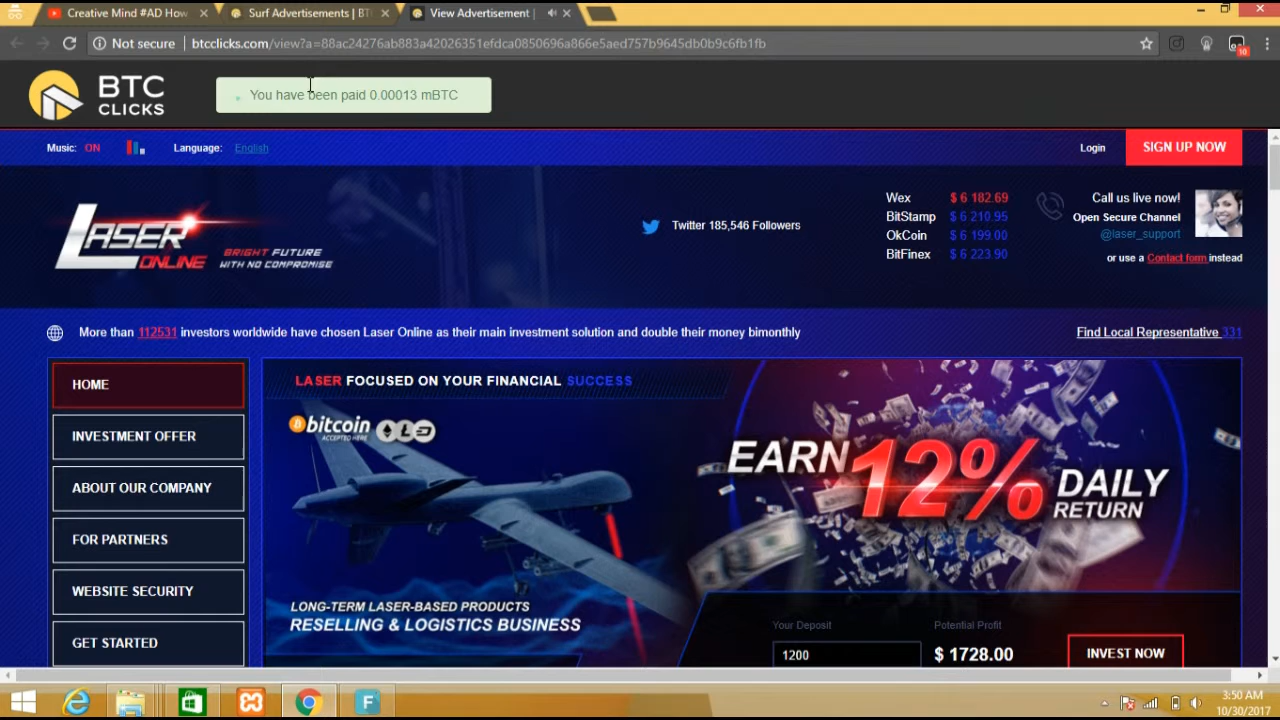 Creative Mind #AD How
Surf Advertisements | BT
View Advertisement |
Not secure
btcclicks.com/view?a=88ac24276ab883a42026351efdca0850696a866e5aed757b9645db0b9c6fb1fb
10
BTC
CLICKS
You have been paid 0.00013 mBTC
Music: ON
Language: English
Login
SIGN UP NOW
LASER
ONLINE
BRIGHT FUTURE
WITH NO COMPROMISE
Twitter 185,546 Followers
Wex $ 6 182.69
BitStamp $ 6 210.95
OkCoin $ 6 199.00
BitFinex $ 6 223.90
Call us live now!
Open Secure Channel
@laser_support
or use a Contact form instead
More than 112531 investors worldwide have chosen Laser Online as their main investment solution and double their money bimonthly
Find Local Representative 331
HOME
INVESTMENT OFFER
ABOUT OUR COMPANY
FOR PARTNERS
WEBSITE SECURITY
GET STARTED
LASER FOCUSED ON YOUR FINANCIAL SUCCESS
bitcoin
ACCEPTED HERE
EARN 12% DAILY
RETURN
LONG-TERM LASER-BASED PRODUCTS
RESELLING & LOGISTICS BUSINESS
Your Deposit
1200
Potential Profit
$ 1728.00
INVEST NOW
F
3:50 AM
10/30/2017